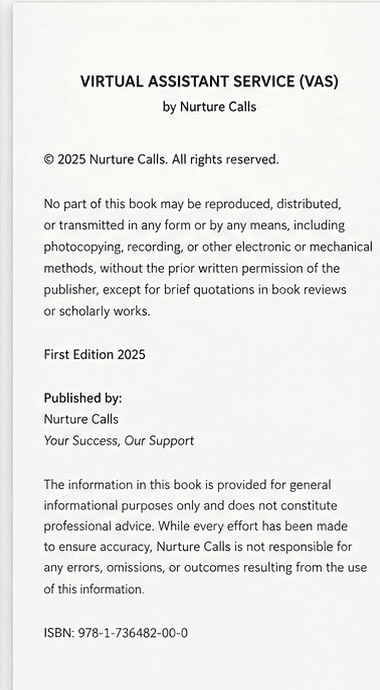 VIRTUAL ASSISTANT SERVICE (VAS)
by Nurture Calls
© 2025 Nurture Calls. All rights reserved.
No part of this book may be reproduced, distributed,
or transmitted in any form or by any means, including
photocopying, recording, or other electronic or mechanical
methods, without the prior written permission of the
publisher, except for brief quotations in book reviews
or scholarly works.
First Edition 2025
Published by:
Nurture Calls
Your Success, Our Support
The information in this book is provided for general
informational purposes only and does not constitute
professional advice. While every effort has been made
to ensure accuracy, Nurture Calls is not responsible for
any errors, omissions, or outcomes resulting from the use
of this information.
ISBN: 978-1-736482-00-0